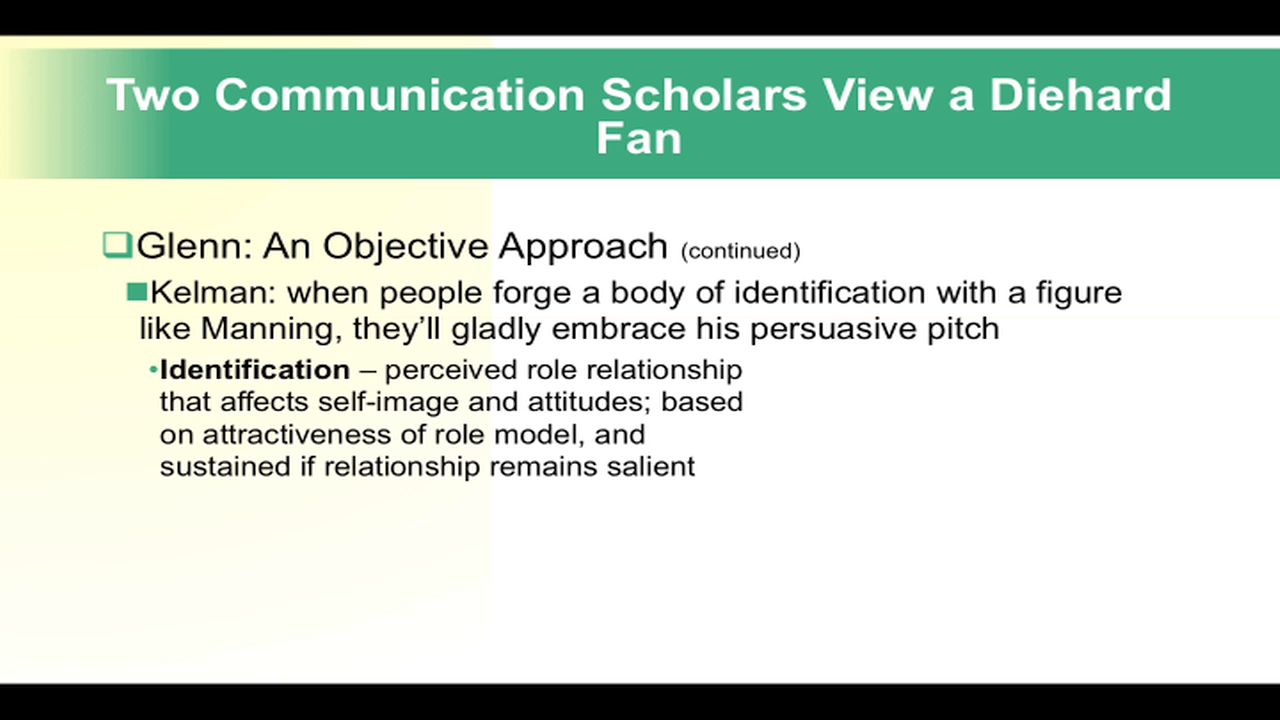 Two Communication Scholars View a Diehard
Fan
Glenn: An Objective Approach (continued)
Kelman: when people forge a body of identification with a figure
like Manning, they’ll gladly embrace his persuasive pitch
•Identification – perceived role relationship
that affects self-image and attitudes; based
on attractiveness of role model, and
sustained if relationship remains salient